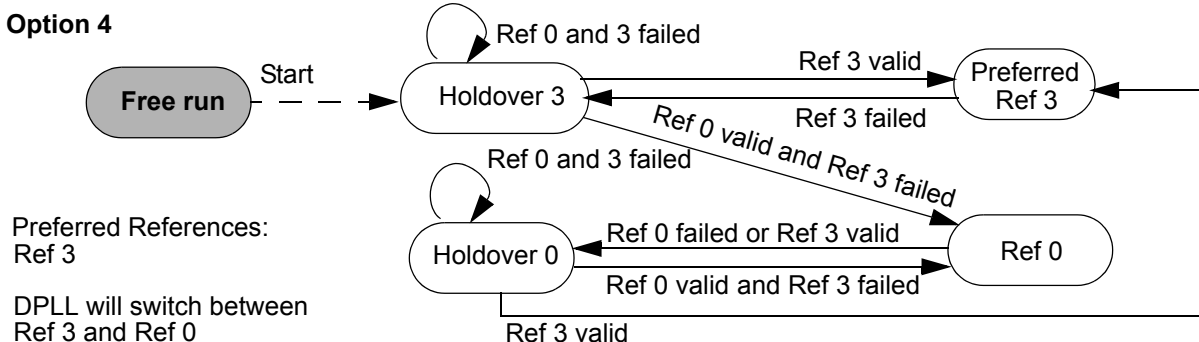 Option 4
Ref 0 and 3 failed
Start
Free run
Holdover 3
Ref 3 valid
Preferred
Ref 3
Ref 3 failed
Ref 0 valid and Ref 3 failed
Ref 0 and 3 failed
Preferred References:
Ref 3
Holdover 0
Ref 0 failed or Ref 3 valid
Ref 0
Ref 0 valid and Ref 3 failed
DPLL will switch between
Ref 3 and Ref 0
Ref 3 valid